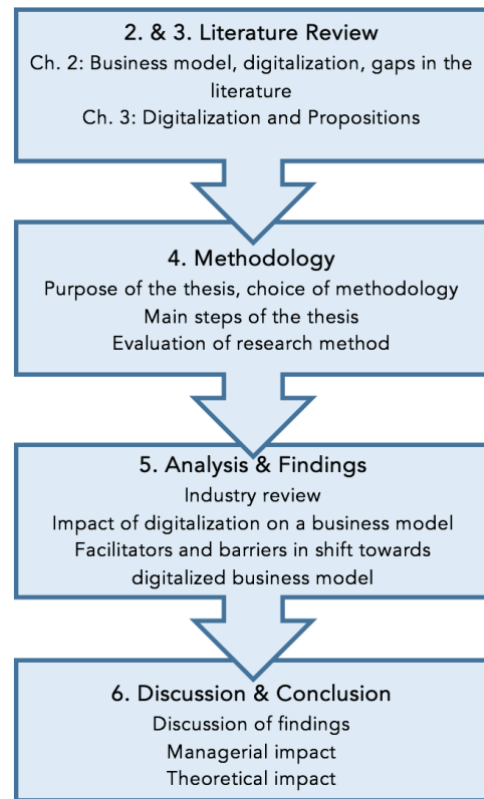 2. & 3. Literature Review
Ch. 2: Business model, digitalization, gaps in the
literature
Ch. 3: Digitalization and Propositions
4. Methodology
Purpose of the thesis, choice of methodology
Main steps of the thesis
Evaluation of research method
5. Analysis & Findings
Industry review
Impact of digitalization on a business model
Facilitators and barriers in shift towards
digitalized business model
6. Discussion & Conclusion
Discussion of findings
Managerial impact
Theoretical impact